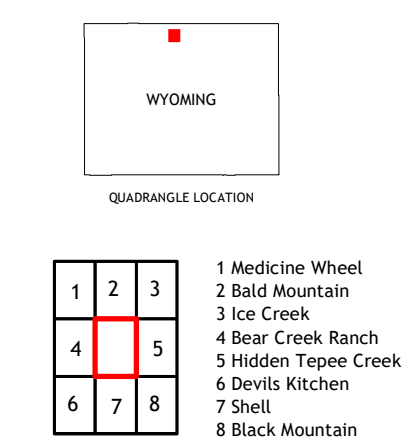 WYOMING
QUADRANGLE LOCATION
1 2 3
4 5
6 7 8
1 Medicine Wheel
2 Bald Mountain
3 Ice Creek
4 Bear Creek Ranch
5 Hidden Tepee Creek
6 Devils Kitchen
7 Shell
8 Black Mountain